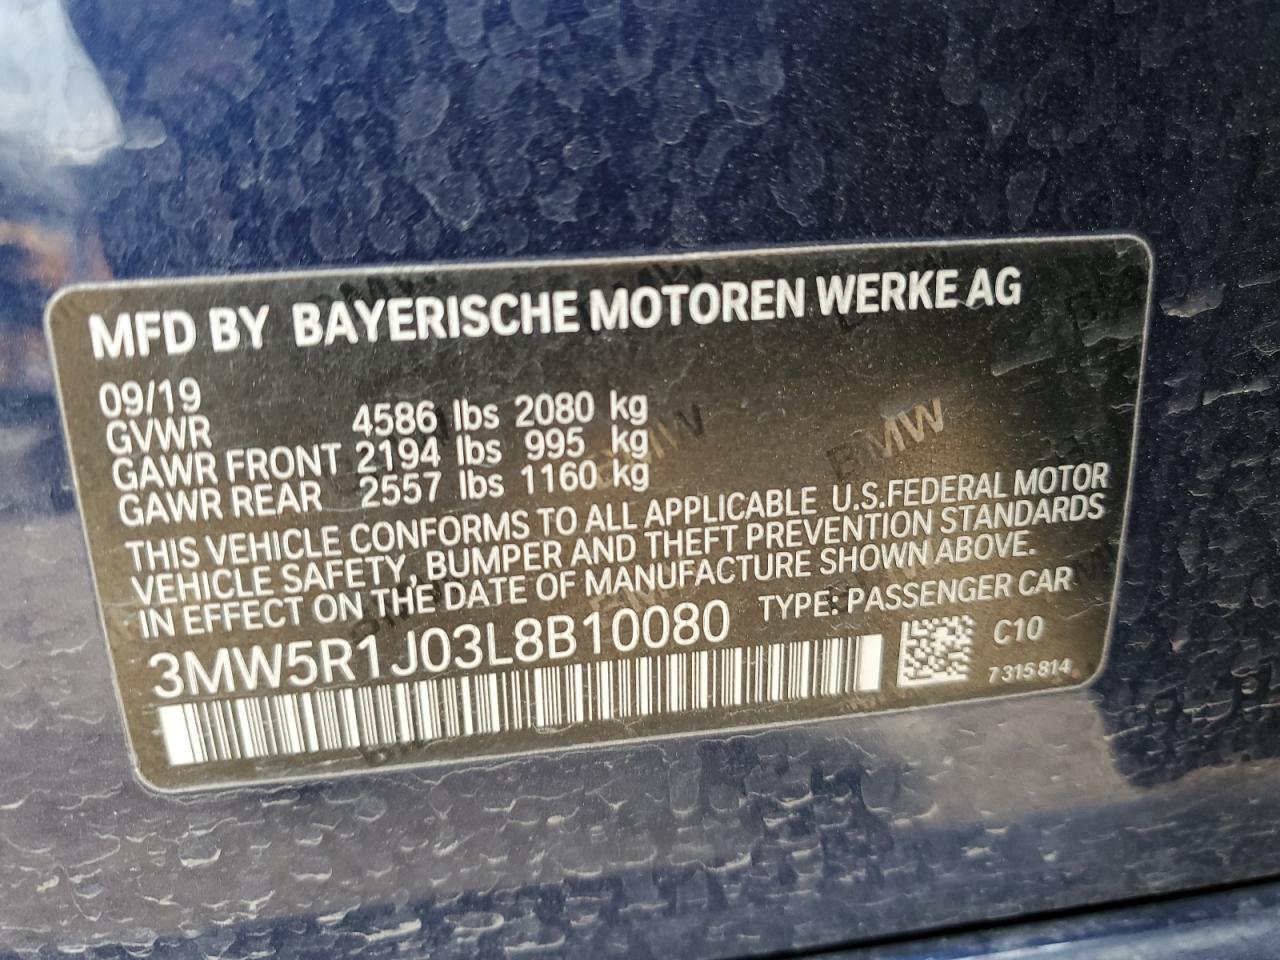 MFD BY BAYERISCHE MOTOREN WERKE AG
09/19
GVWR 4586 lbs 2080 kg
GAWR FRONT 2194 lbs 995 kg
GAWR REAR 2557 lbs 1160 kg
THIS VEHICLE CONFORMS TO ALL APPLICABLE U.S.FEDERAL MOTOR
VEHICLE SAFETY, BUMPER AND THEFT PREVENTION STANDARDS
IN EFFECT ON THE DATE OF MANUFACTURE SHOWN ABOVE.
3MW5R1J03L8B10080 TYPE: PASSENGER CAR
C10
7315814
BMW
BMW